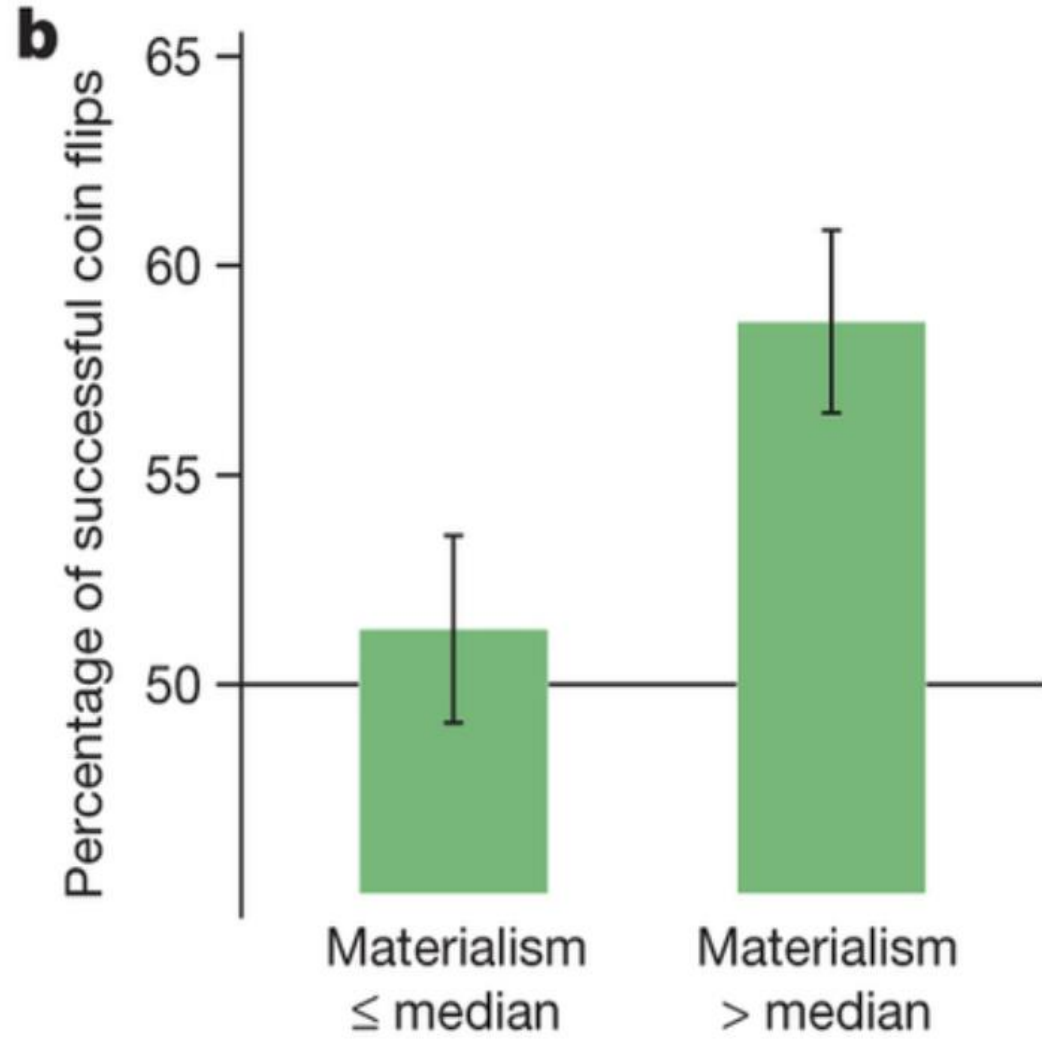 b
Percentage of successful coin flips
65
60
55
50
Materialism
≤ median
Materialism
> median